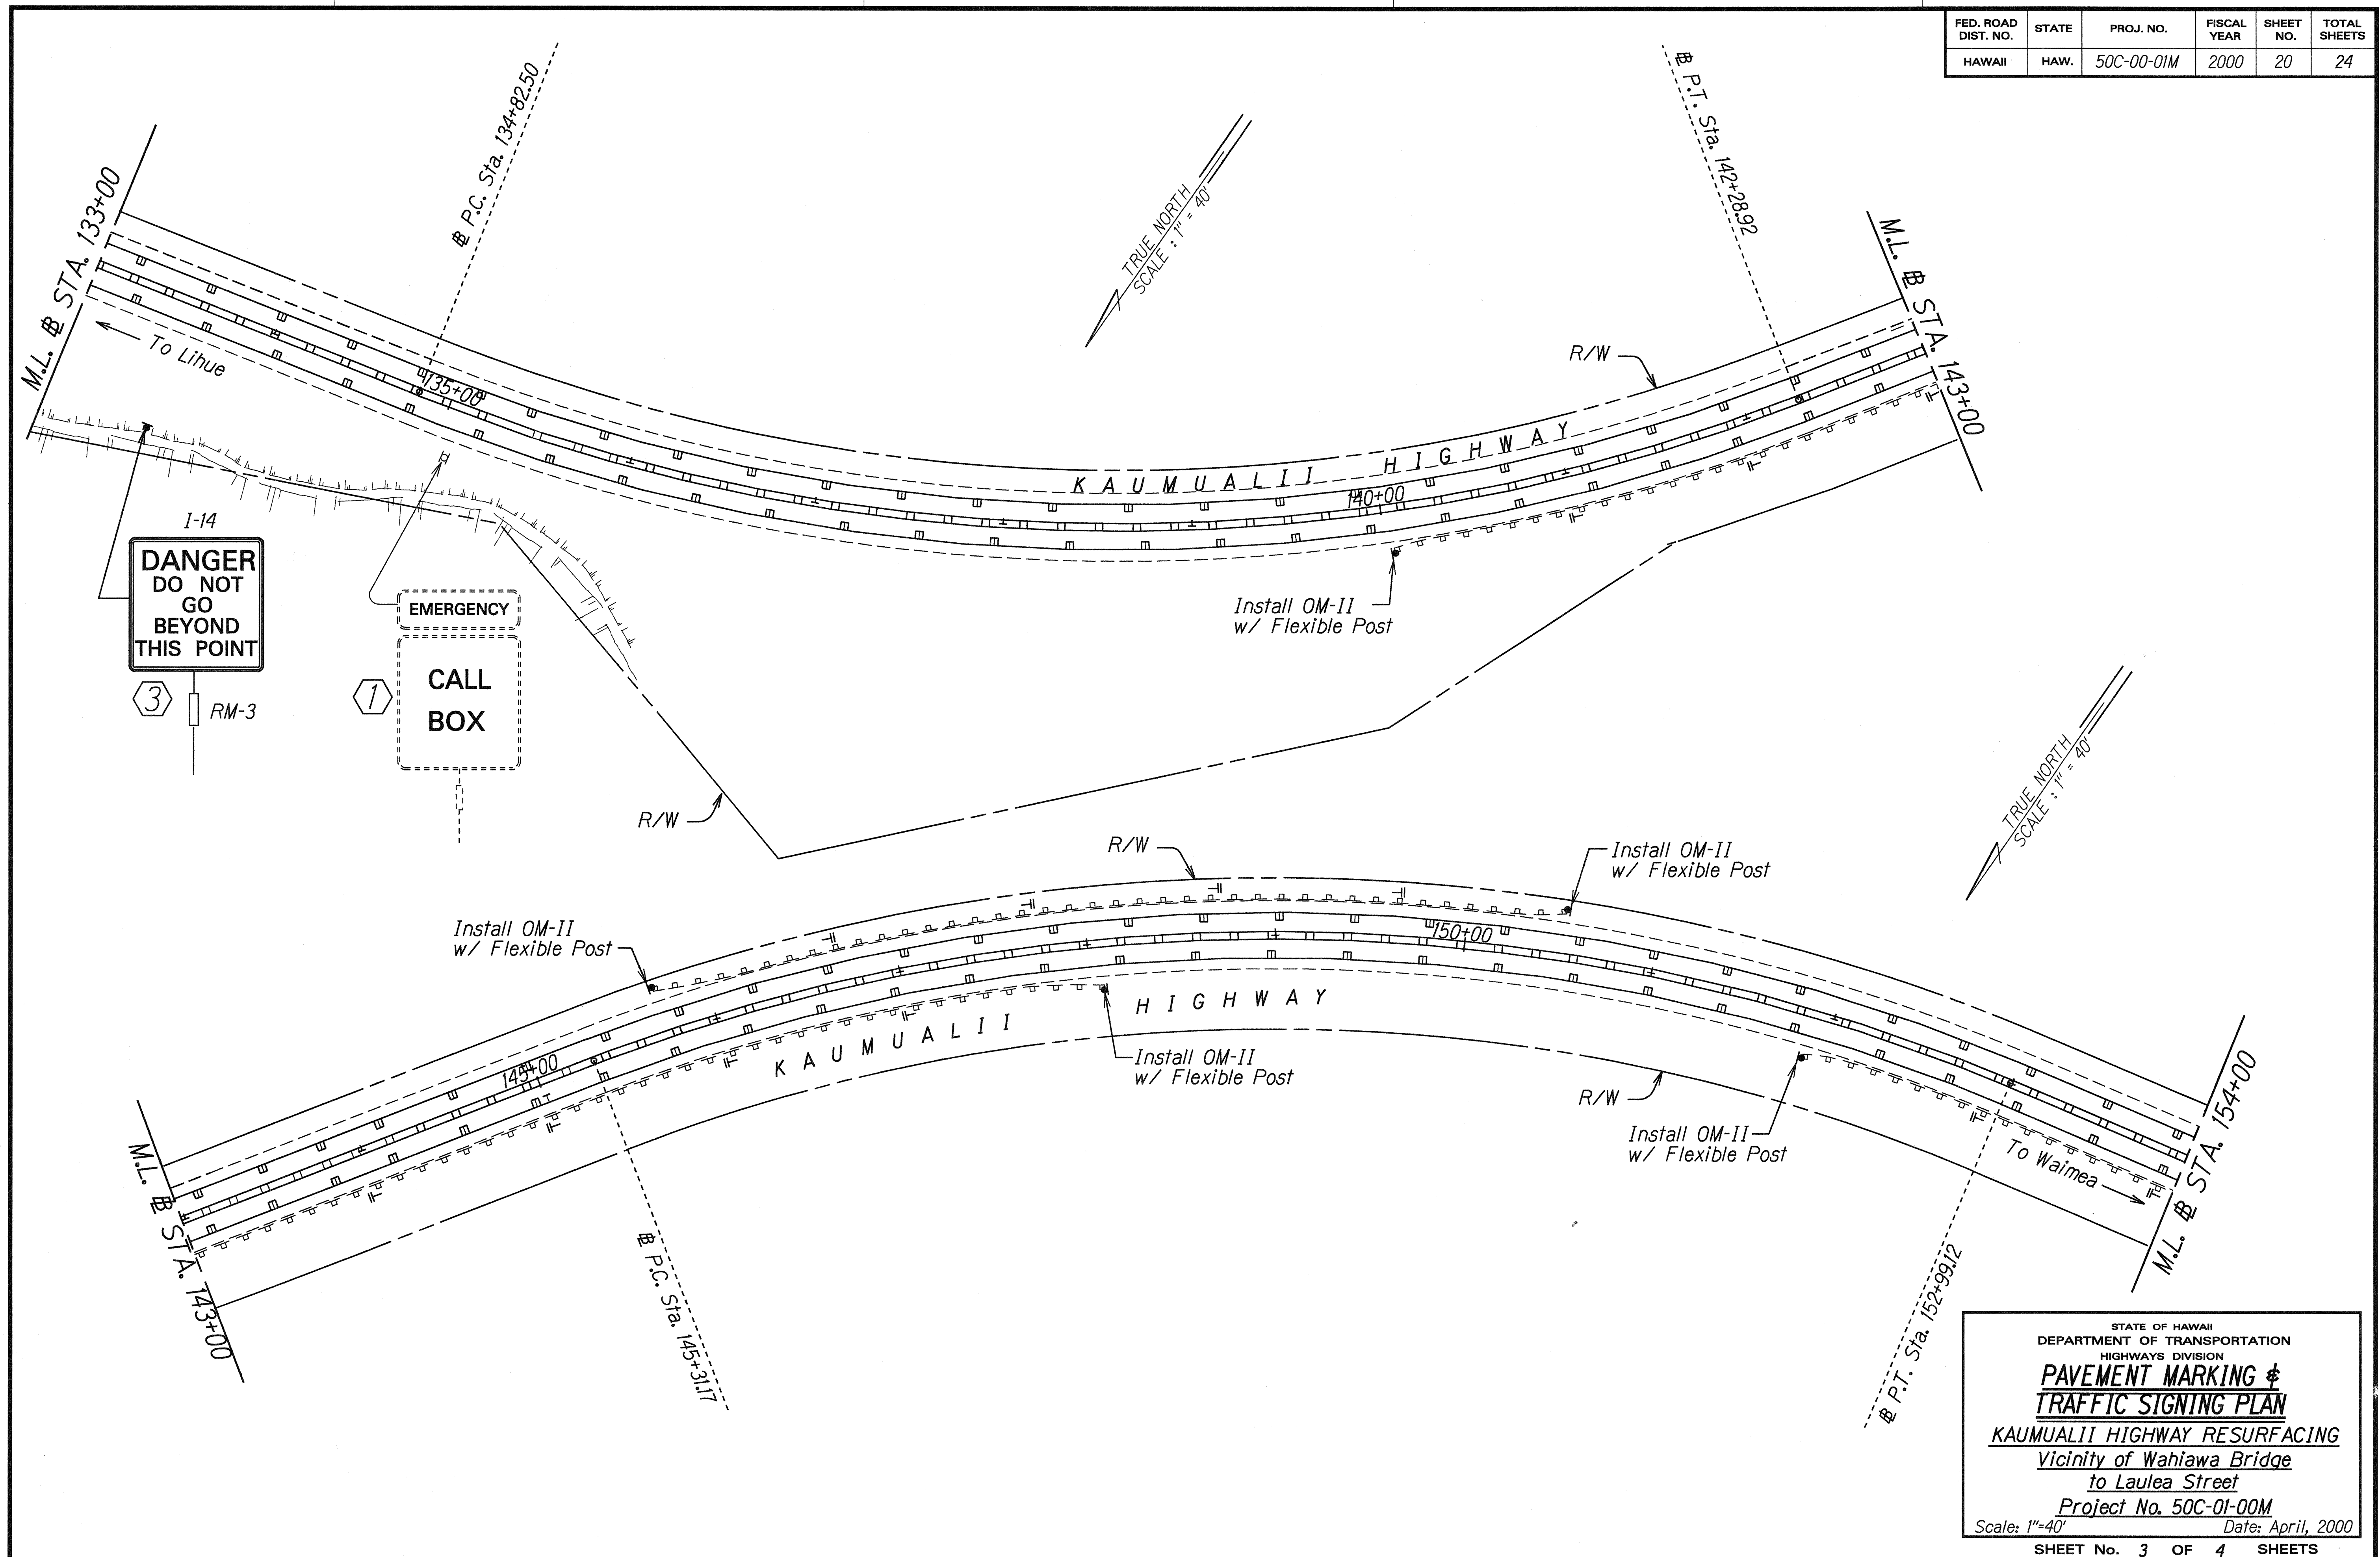 FED. ROAD DIST. NO. STATE PROJ. NO. FISCAL YEAR SHEET NO. TOTAL SHEETS
HAWAII HAW. 50C-00-01M 2000 20 24
M.L. B STA. 133+00
B P.C. Sta. 134+82.50
TRUE NORTH
SCALE : 1" = 40'
B P.T. Sta. 142+28.92
M.L. B STA. 143+00
To Lihue
135+00
R/W
KAUMUALII HIGHWAY
140+00
I-14
DANGER
DO NOT
GO
BEYOND
THIS POINT
3
RM-3
1
EMERGENCY
CALL
BOX
Install OM-II
w/ Flexible Post
R/W
TRUE NORTH
SCALE : 1" = 40'
R/W
Install OM-II
w/ Flexible Post
Install OM-II
w/ Flexible Post
150+00
KAUMUALII HIGHWAY
145+00
Install OM-II
w/ Flexible Post
R/W
Install OM-II
w/ Flexible Post
To Waimea
M.L. B STA. 143+00
B P.C. Sta. 145+31.17
B P.T. Sta. 152+99.12
M.L. B STA. 154+00
STATE OF HAWAII
DEPARTMENT OF TRANSPORTATION
HIGHWAYS DIVISION
PAVEMENT MARKING &
TRAFFIC SIGNING PLAN
KAUMUALII HIGHWAY RESURFACING
Vicinity of Wahiawa Bridge
to Laulea Street
Project No. 50C-01-00M
Scale: 1"=40' Date: April, 2000
SHEET No. 3 OF 4 SHEETS